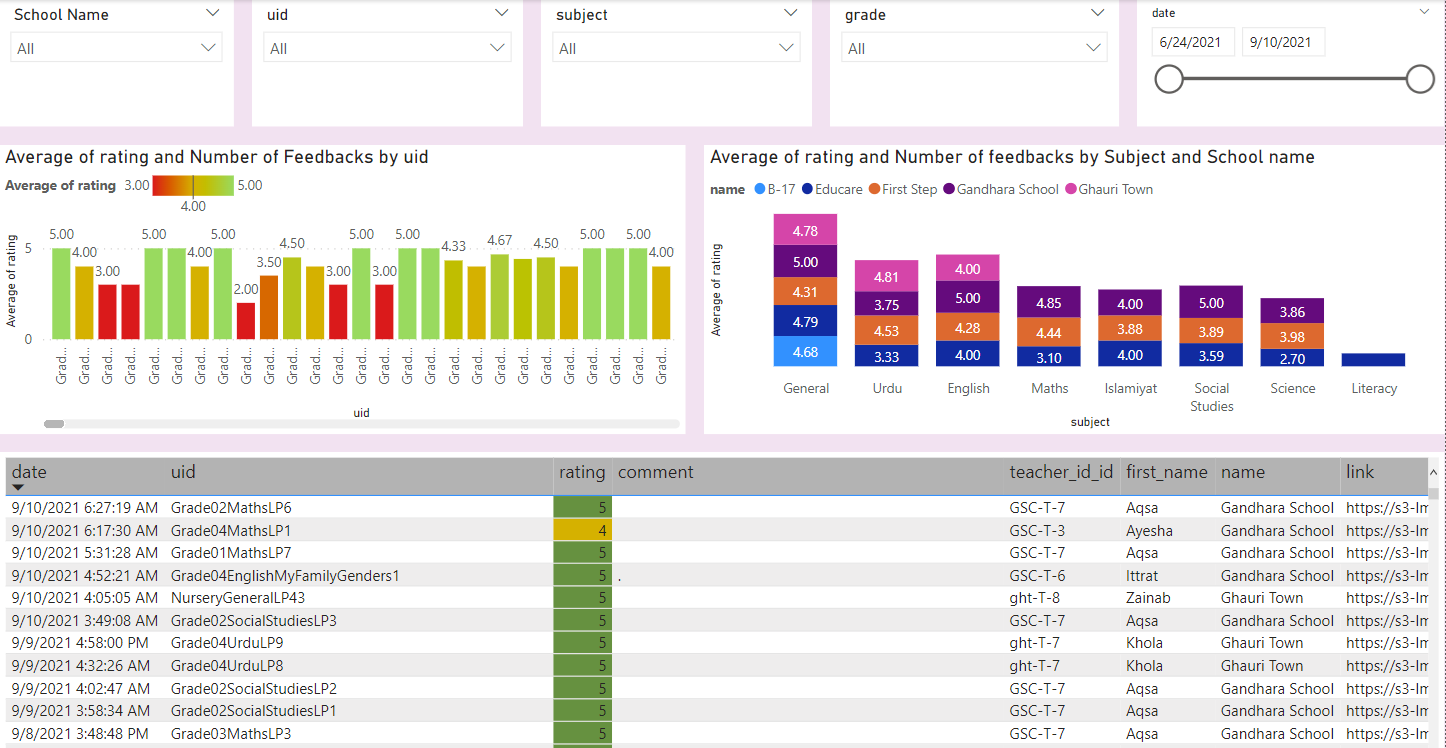 School Name
All
uid
All
subject
All
grade
All
date
6/24/2021 9/10/2021
Average of rating and Number of Feedbacks by uid
Average of rating 3.00 5.00
4.00
Average of rating
5
0
5.00 4.00 3.00 5.00 4.00 5.00 2.00 3.50 4.50 3.00 5.00 3.00 5.00 4.33 4.67 4.50 5.00 5.00 4.00
Grad... Grad... Grad... Grad... Grad... Grad... Grad... Grad... Grad... Grad... Grad... Grad... Grad... Grad... Grad... Grad... Grad... Grad... Grad... Grad... Grad... Grad... Grad... Grad... Grad... Grad... Grad...
uid
Average of rating and Number of feedbacks by Subject and School name
name B-17 Educare First Step Gandhara School Ghauri Town
Average of rating
4.78
5.00
4.31
4.79
4.68
General
4.81
3.75
4.53
3.33
Urdu
4.00
5.00
4.28
4.00
English
4.85
4.44
3.10
Maths
4.00
3.88
4.00
Islamiyat
5.00
3.89
3.59
Social
Studies
3.86
3.98
2.70
Science
Literacy
subject
date uid rating comment teacher_id_id first_name name link
9/10/2021 6:27:19 AM Grade02MathsLP6 5 GSC-T-7 Aqsa Gandhara School https://s3-Im
9/10/2021 6:17:30 AM Grade04MathsLP1 4 GSC-T-3 Ayesha Gandhara School https://s3-Im
9/10/2021 5:31:28 AM Grade01MathsLP7 5 GSC-T-7 Aqsa Gandhara School https://s3-Im
9/10/2021 4:52:21 AM Grade04EnglishMyFamilyGenders1 5 . GSC-T-6 Ittrat Gandhara School https://s3-Im
9/10/2021 4:05:05 AM NurseryGeneralLP43 5 ght-T-8 Zainab Ghauri Town https://s3-Im
9/10/2021 3:49:08 AM Grade02SocialStudiesLP3 5 GSC-T-7 Aqsa Gandhara School https://s3-Im
9/9/2021 4:58:00 PM Grade04UrduLP9 5 ght-T-7 Khola Ghauri Town https://s3-Im
9/9/2021 4:32:26 AM Grade04UrduLP8 5 ght-T-7 Khola Ghauri Town https://s3-Im
9/9/2021 4:02:47 AM Grade02SocialStudiesLP2 5 GSC-T-7 Aqsa Gandhara School https://s3-Im
9/9/2021 3:58:34 AM Grade02SocialStudiesLP1 5 GSC-T-7 Aqsa Gandhara School https://s3-Im
9/8/2021 3:48:48 PM Grade03MathsLP3 5 GSC-T-7 Aqsa Gandhara School https://s3-Im